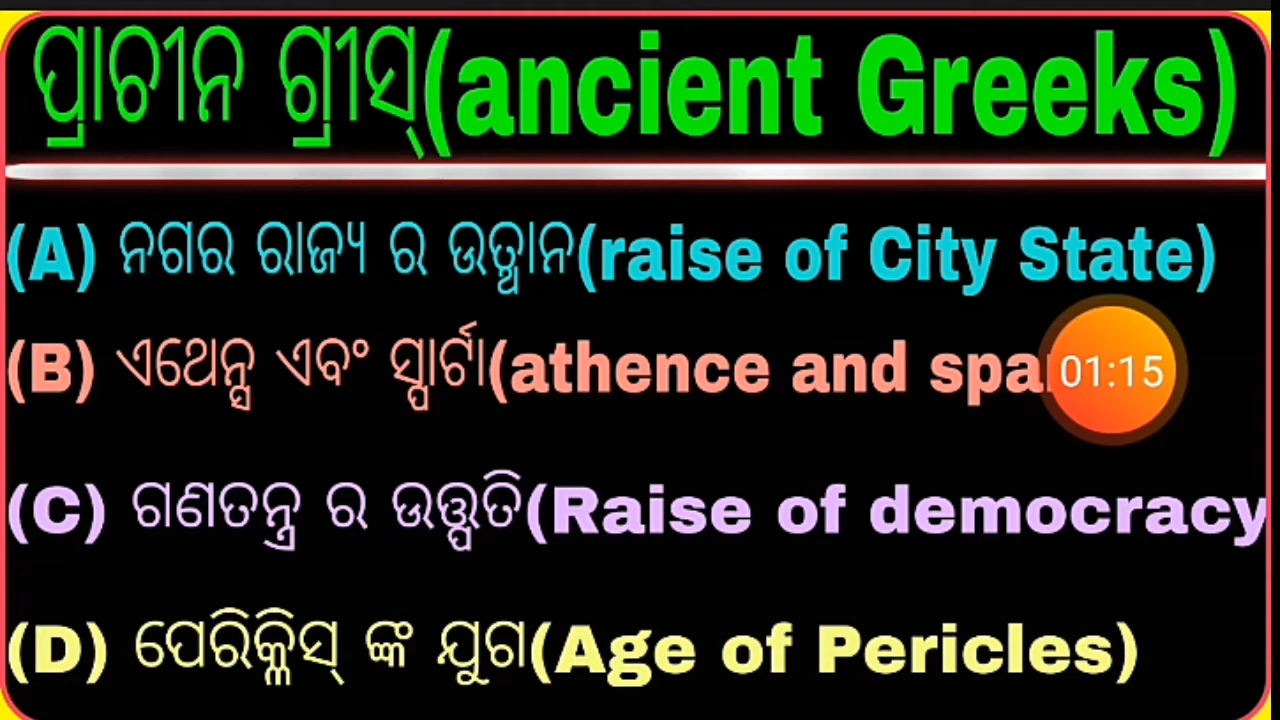 ପ୍ରାଚୀନ ଗ୍ରୀସ୍(ancient Greeks)
(A) ନଗର ରାଜ୍ୟ ର ଉତ୍ଥାନ(raise of City State)
(B) ଏଥେନ୍ସ ଏବଂ ସ୍ପାର୍ଟା(athence and
01:15
(C) ଗଣତନ୍ତ୍ର ର ଉତ୍ତ୍ପତି(Raise of democracy
(D) ପେରିକ୍ଳିସ୍ ଙ୍କ ଯୁଗ(Age of Pericles)